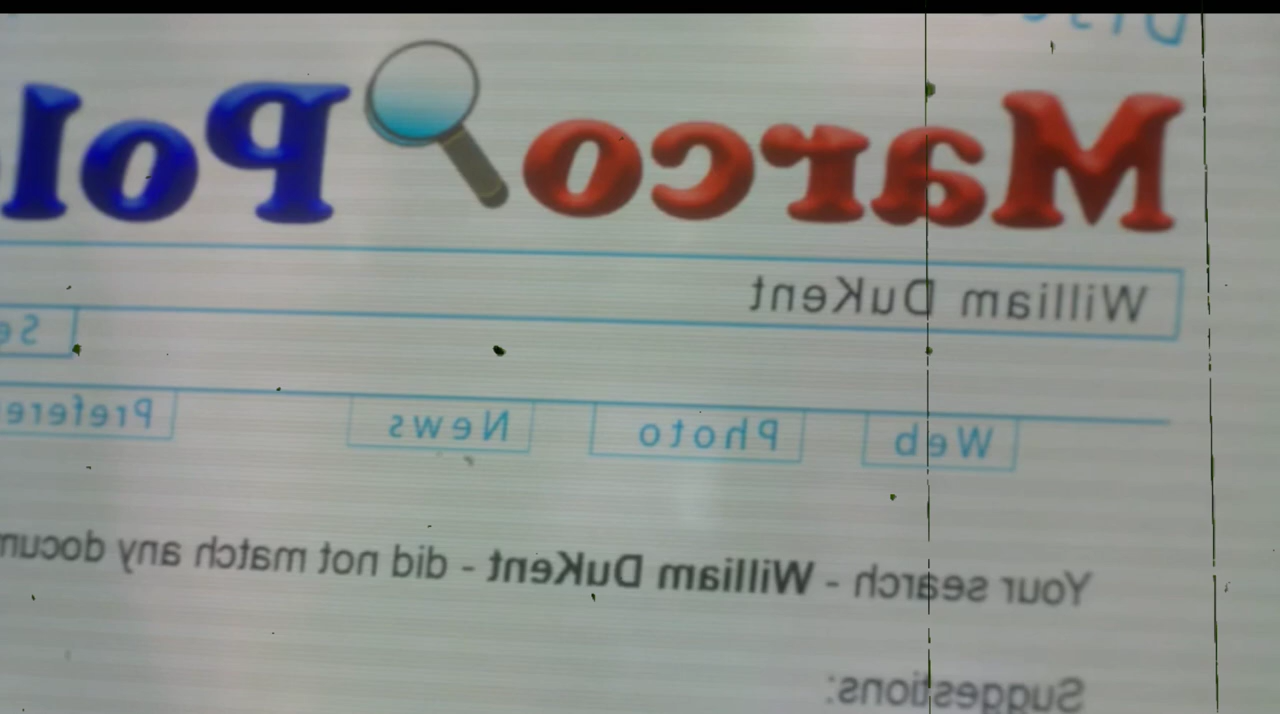 Marco Pol
William DuKent
Se
Web Photo News Prefere
Your search - William DuKent - did not match any docum
Suggestions: